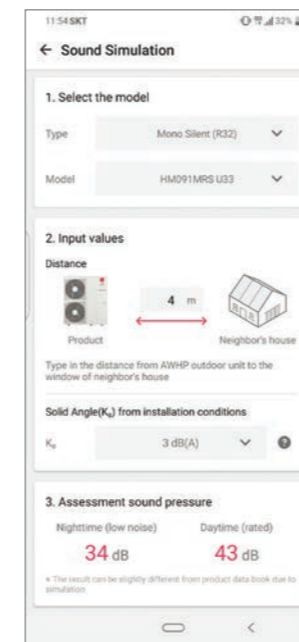 11:54 SKT 32%
← Sound Simulation
1. Select the model
Type Mono Silent (R32)
Model HM091MRS U33
2. Input values
Distance
4 m
Product Neighbor's house
Type in the distance from AWHP outdoor unit to the
window of neighbor's house
Solid Angle(K₀) from installation conditions
K₀ 3 dB(A) ?
3. Assessment sound pressure
Nighttime (low noise) Daytime (rated)
34 dB 43 dB
* The result can be slightly different from product data book due to
simulation